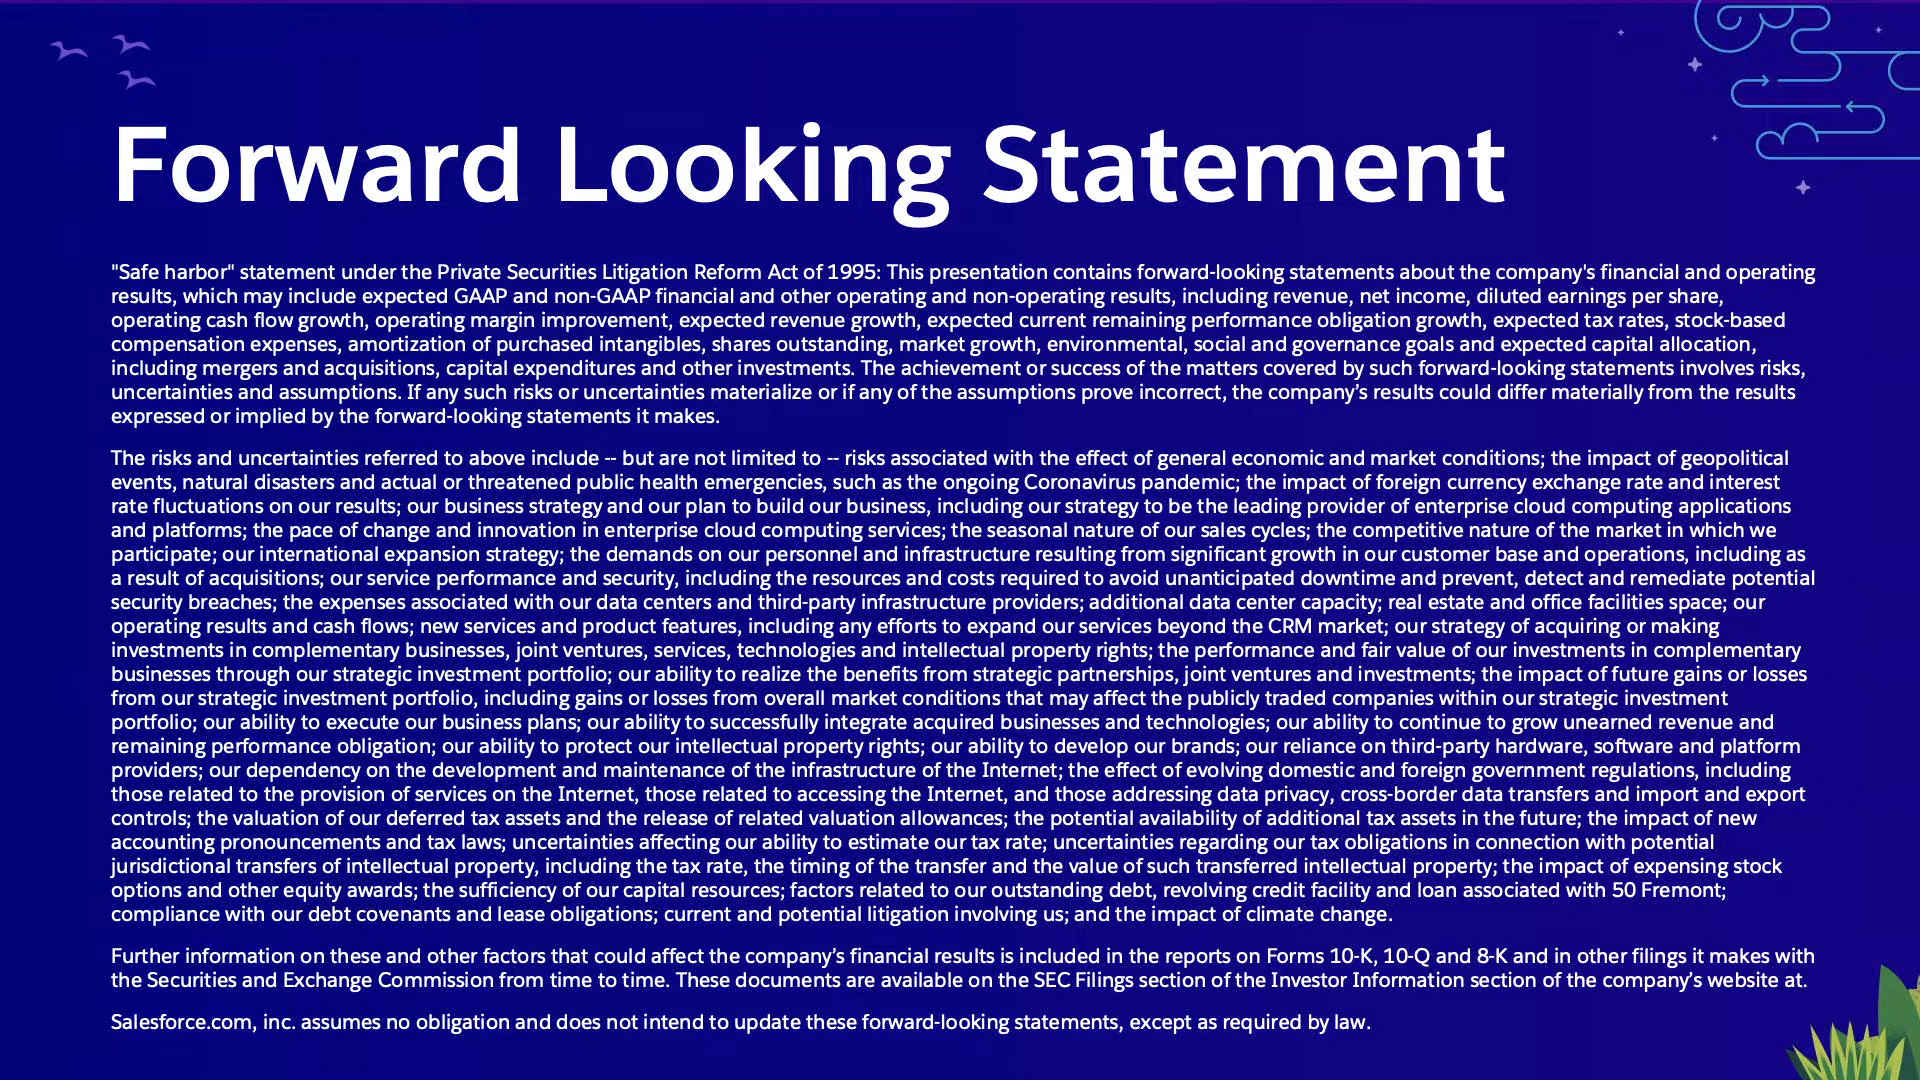 Forward Looking Statement
"Safe harbor" statement under the Private Securities Litigation Reform Act of 1995: This presentation contains forward-looking statements about the company's financial and operating
results, which may include expected GAAP and non-GAAP financial and other operating and non-operating results, including revenue, net income, diluted earnings per share,
operating cash flow growth, operating margin improvement, expected revenue growth, expected current remaining performance obligation growth, expected tax rates, stock-based
compensation expenses, amortization of purchased intangibles, shares outstanding, market growth, environmental, social and governance goals and expected capital allocation,
including mergers and acquisitions, capital expenditures and other investments. The achievement or success of the matters covered by such forward-looking statements involves risks,
uncertainties and assumptions. If any such risks or uncertainties materialize or if any of the assumptions prove incorrect, the company’s results could differ materially from the results
expressed or implied by the forward-looking statements it makes.
The risks and uncertainties referred to above include -- but are not limited to -- risks associated with the effect of general economic and market conditions; the impact of geopolitical
events, natural disasters and actual or threatened public health emergencies, such as the ongoing Coronavirus pandemic; the impact of foreign currency exchange rate and interest
rate fluctuations on our results; our business strategy and our plan to build our business, including our strategy to be the leading provider of enterprise cloud computing applications
and platforms; the pace of change and innovation in enterprise cloud computing services; the seasonal nature of our sales cycles; the competitive nature of the market in which we
participate; our international expansion strategy; the demands on our personnel and infrastructure resulting from significant growth in our customer base and operations, including as
a result of acquisitions; our service performance and security, including the resources and costs required to avoid unanticipated downtime and prevent, detect and remediate potential
security breaches; the expenses associated with our data centers and third-party infrastructure providers; additional data center capacity; real estate and office facilities space; our
operating results and cash flows; new services and product features, including any efforts to expand our services beyond the CRM market; our strategy of acquiring or making
investments in complementary businesses, joint ventures, services, technologies and intellectual property rights; the performance and fair value of our investments in complementary
businesses through our strategic investment portfolio; our ability to realize the benefits from strategic partnerships, joint ventures and investments; the impact of future gains or losses
from our strategic investment portfolio, including gains or losses from overall market conditions that may affect the publicly traded companies within our strategic investment
portfolio; our ability to execute our business plans; our ability to successfully integrate acquired businesses and technologies; our ability to continue to grow unearned revenue and
remaining performance obligation; our ability to protect our intellectual property rights; our ability to develop our brands; our reliance on third-party hardware, software and platform
providers; our dependency on the development and maintenance of the infrastructure of the Internet; the effect of evolving domestic and foreign government regulations, including
those related to the provision of services on the Internet, those related to accessing the Internet, and those addressing data privacy, cross-border data transfers and import and export
controls; the valuation of our deferred tax assets and the release of related valuation allowances; the potential availability of additional tax assets in the future; the impact of new
accounting pronouncements and tax laws; uncertainties affecting our ability to estimate our tax rate; uncertainties regarding our tax obligations in connection with potential
jurisdictional transfers of intellectual property, including the tax rate, the timing of the transfer and the value of such transferred intellectual property; the impact of expensing stock
options and other equity awards; the sufficiency of our capital resources; factors related to our outstanding debt, revolving credit facility and loan associated with 50 Fremont;
compliance with our debt covenants and lease obligations; current and potential litigation involving us; and the impact of climate change.
Further information on these and other factors that could affect the company’s financial results is included in the reports on Forms 10-K, 10-Q and 8-K and in other filings it makes with
the Securities and Exchange Commission from time to time. These documents are available on the SEC Filings section of the Investor Information section of the company’s website at.
Salesforce.com, inc. assumes no obligation and does not intend to update these forward-looking statements, except as required by law.